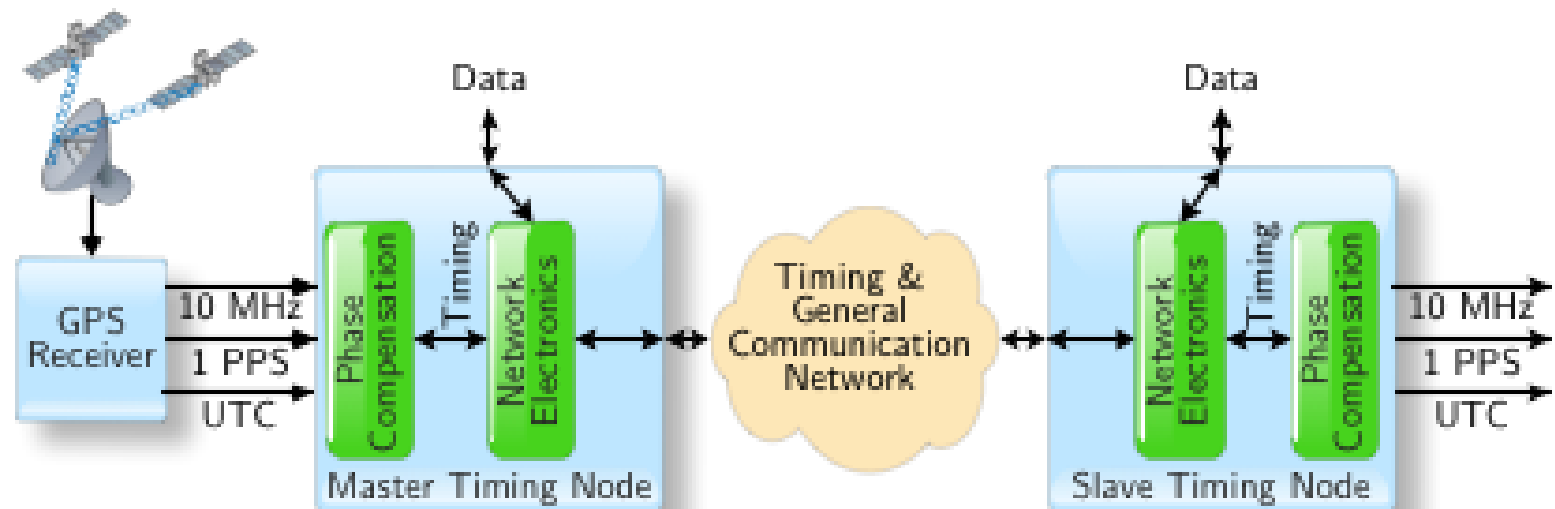 Data
Data
GPS
Receiver
10 MHz
1 PPS
UTC
Phase
Compensation
Timing
Network
Electronics
Master Timing Node
Timing &
General
Communication
Network
Network
Electronics
Timing
Phase
Compensation
Slave Timing Node
10 MHz
1 PPS
UTC